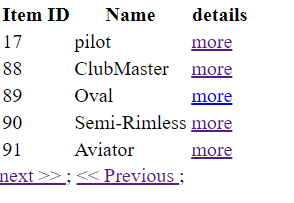 Item ID Name details
17 pilot more
88 ClubMaster more
89 Oval more
90 Semi-Rimless more
91 Aviator more
next >> ; << Previous ;